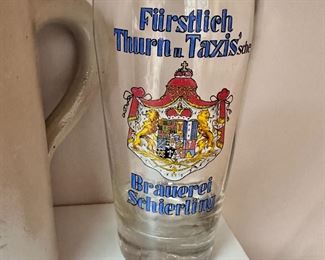 Fürstlich
Thurn u. Taxis'sche
Brauerei
Schierling